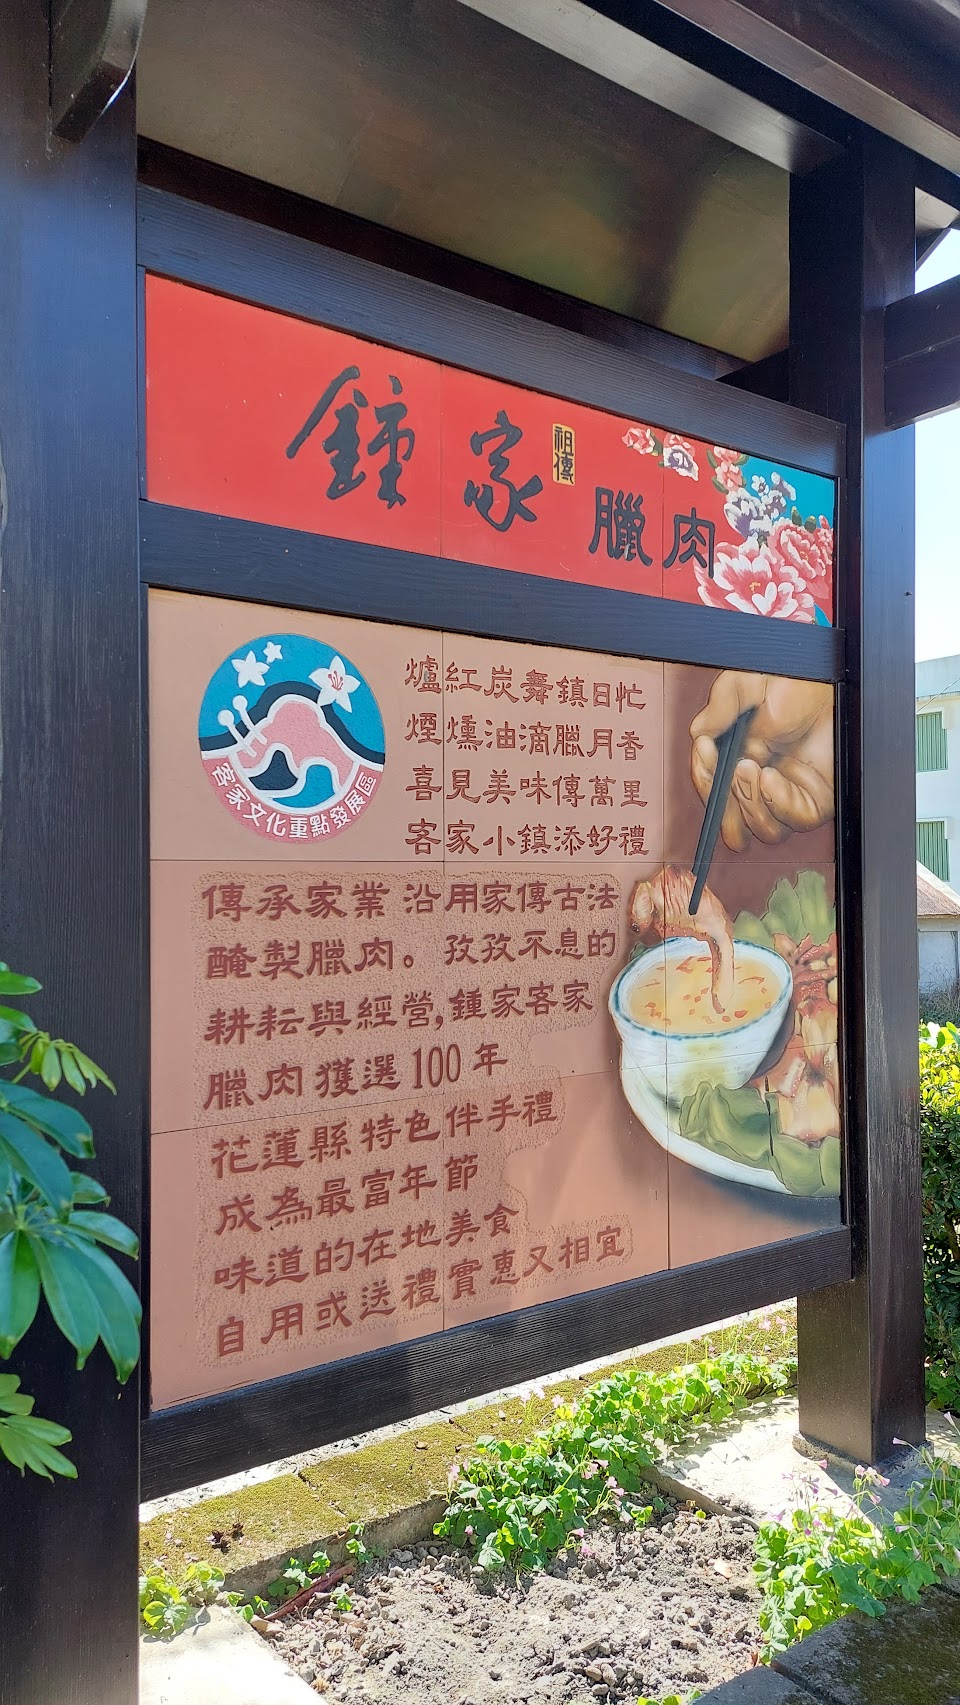 鍾家
祖傳
臘肉
客家文化重點發展區
爐紅炭舞鎮日忙
煙燻油滴臘月香
喜見美味傳萬里
客家小鎮添好禮
傳承家業 沿用家傳古法
醃製臘肉。孜孜不息的
耕耘與經營,鍾家客家
臘肉獲選100年
花蓮縣特色伴手禮
成為最富年節
味道的在地美食
自用或送禮實惠又相宜